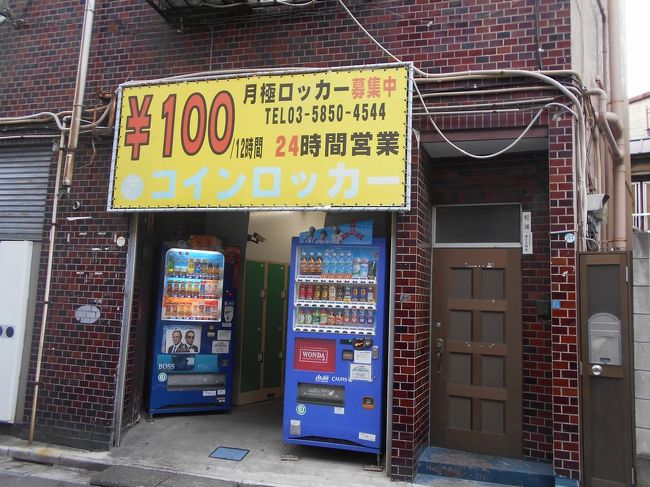 ¥100/12時間
月極ロッカー募集中
TEL03-5850-4544
24時間営業
コインロッカー
BOSS
WONDA
Asahi
CALPIS